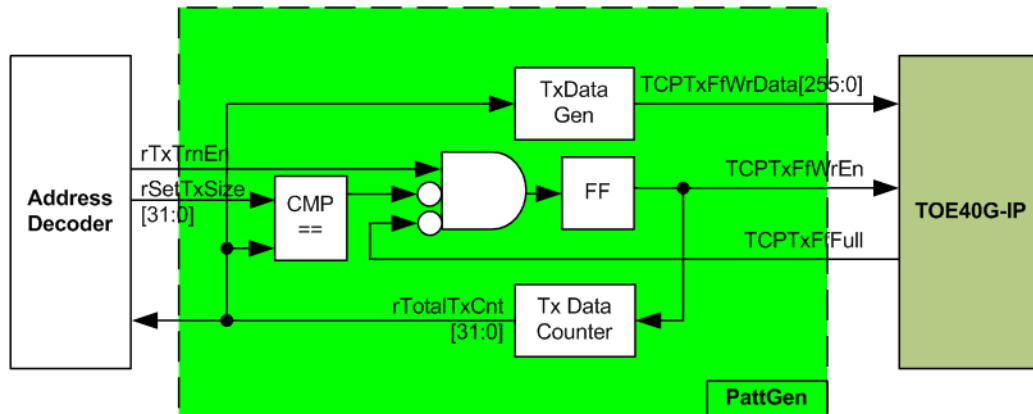 TxData
Gen
TCPTxFfWrData[255:0]
rTxTrnEn
rSetTxSize
[31:0]
Address
Decoder
CMP
==
FF
TCPTxFfWrEn
TOE40G-IP
TCPTxFfFull
rTotalTxCnt
[31:0]
Tx Data
Counter
PattGen